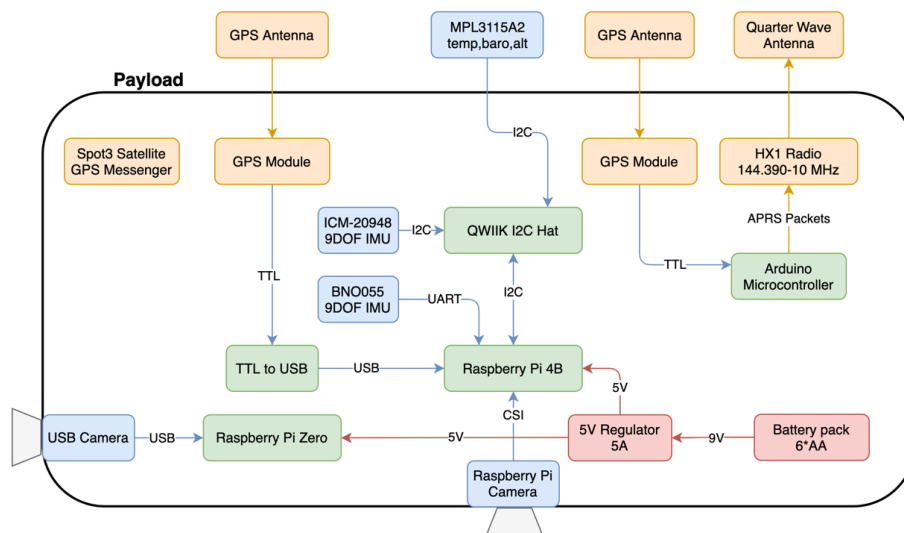 GPS Antenna
MPL3115A2
temp,baro,alt
GPS Antenna
Quarter Wave
Antenna
Payload
I2C
Spot3 Satellite
GPS Messenger
GPS Module
GPS Module
HX1 Radio
144.390-10 MHz
APRS Packets
ICM-20948
9DOF IMU
I2C
QWIIK I2C Hat
TTL
Arduino
Microcontroller
TTL
BNO055
9DOF IMU
UART
I2C
TTL to USB
USB
Raspberry Pi 4B
5V
CSI
USB Camera
USB
Raspberry Pi Zero
5V
5V Regulator
5A
9V
Battery pack
6*AA
Raspberry Pi
Camera